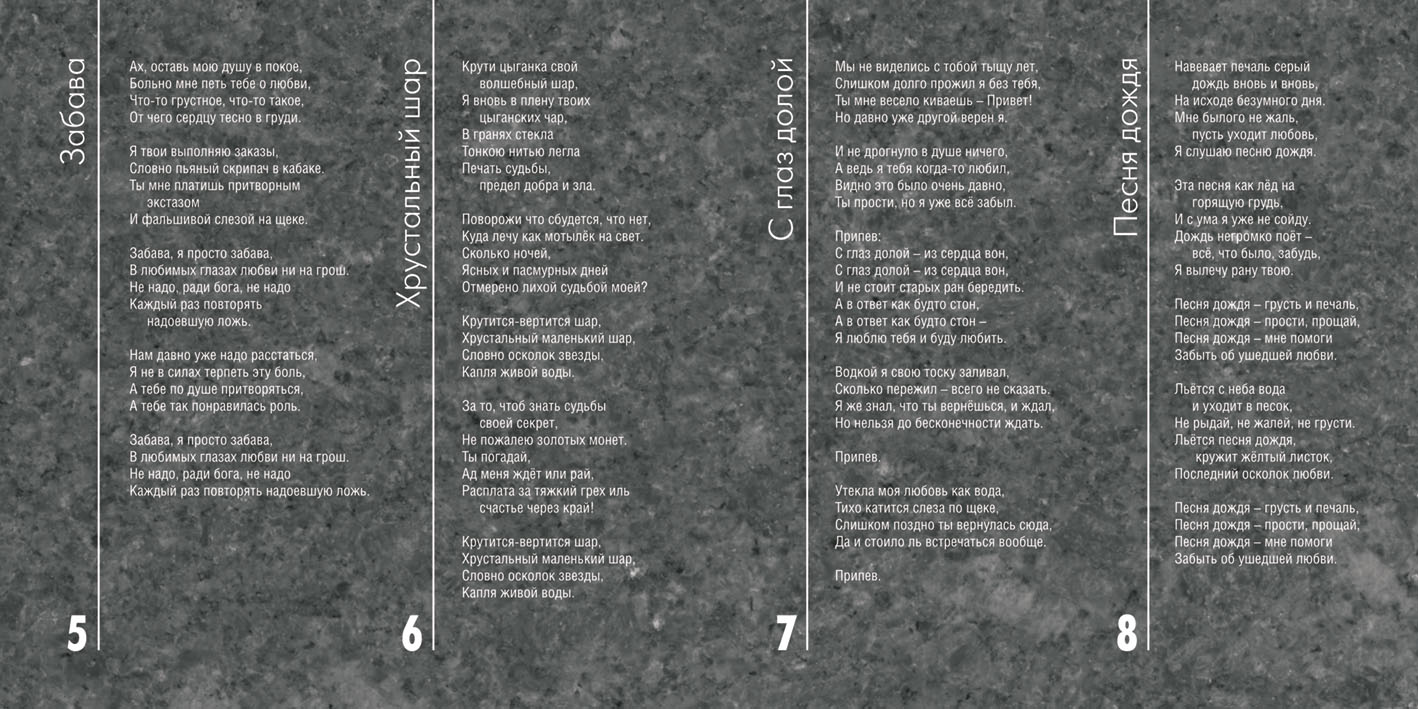 Забава
Ах, оставь мою душу в покое,
Больно мне петь тебе о любви,
Что-то грустное, что-то такое,
От чего сердцу тесно в груди.
Я твои выполняю заказы,
Словно пьяный скрипач в кабаке.
Ты мне платишь притворным
экстазом
И фальшивой слезой на щеке.
Забава, я просто забава,
В любимых глазах любви ни на грош.
Не надо, ради бога, не надо
Каждый раз повторять
надоевшую ложь.
Нам давно уже надо расстаться,
Я не в силах терпеть эту боль,
А тебе по душе притворяться,
А тебе так понравилась роль.
Забава, я просто забава,
В любимых глазах любви ни на грош.
Не надо, ради бога, не надо
Каждый раз повторять надоевшую ложь.
5
Хрустальный шар
Крути цыганка свой
волшебный шар,
Я вновь в плену твоих
цыганских чар,
В гранях стекла
Тонкою нитью легла
Печать судьбы,
предел добра и зла.
Поворожи что сбудется, что нет,
Куда лечу как мотылёк на свет.
Сколько ночей,
Ясных и пасмурных дней
Отмерено лихой судьбой моей?
Крутится-вертится шар,
Хрустальный маленький шар,
Словно осколок звезды,
Капля живой воды.
За то, чтоб знать судьбы
своей секрет,
Не пожалею золотых монет.
Ты погадай,
Ад меня ждёт или рай,
Расплата за тяжкий грех иль
счастье через край!
Крутится-вертится шар,
Хрустальный маленький шар,
Словно осколок звезды,
Капля живой воды.
6
С глаз долой
Мы не виделись с тобой тыщу лет,
Слишком долго прожил я без тебя,
Ты мне весело киваешь – Привет!
Но давно уже другой верен я.
И не дрогнуло в душе ничего,
А ведь я тебя когда-то любил,
Видно это было очень давно,
Ты прости, но я уже всё забыл.
Припев:
С глаз долой – из сердца вон,
С глаз долой – из сердца вон,
И не стоит старых ран бередить.
А в ответ как будто стон,
А в ответ как будто стон –
Я люблю тебя и буду любить.
Водкой я свою тоску заливал,
Сколько пережил – всего не сказать.
Я же знал, что ты вернёшься, и ждал,
Но нельзя до бесконечности ждать.
Припев.
Утекла моя любовь как вода,
Тихо катится слеза по щеке,
Слишком поздно ты вернулась сюда,
Да и стоило ль встречаться вообще.
Припев.
7
Песня дождя
Навевает печаль серый
дождь вновь и вновь,
На исходе безумного дня.
Мне былого не жаль,
пусть уходит любовь,
Я слушаю песню дождя.
Эта песня как лёд на
горящую грудь,
И с ума я уже не сойду.
Дождь негромко поёт –
всё, что было, забудь,
Я вылечу рану твою.
Песня дождя – грусть и печаль,
Песня дождя – прости, прощай,
Песня дождя – мне помоги
Забыть об ушедшей любви.
Льётся с неба вода
и уходит в песок,
Не рыдай, не жалей, не грусти.
Льётся песня дождя,
кружит жёлтый листок,
Последний осколок любви.
Песня дождя – грусть и печаль,
Песня дождя – прости, прощай,
Песня дождя – мне помоги
Забыть об ушедшей любви.
8